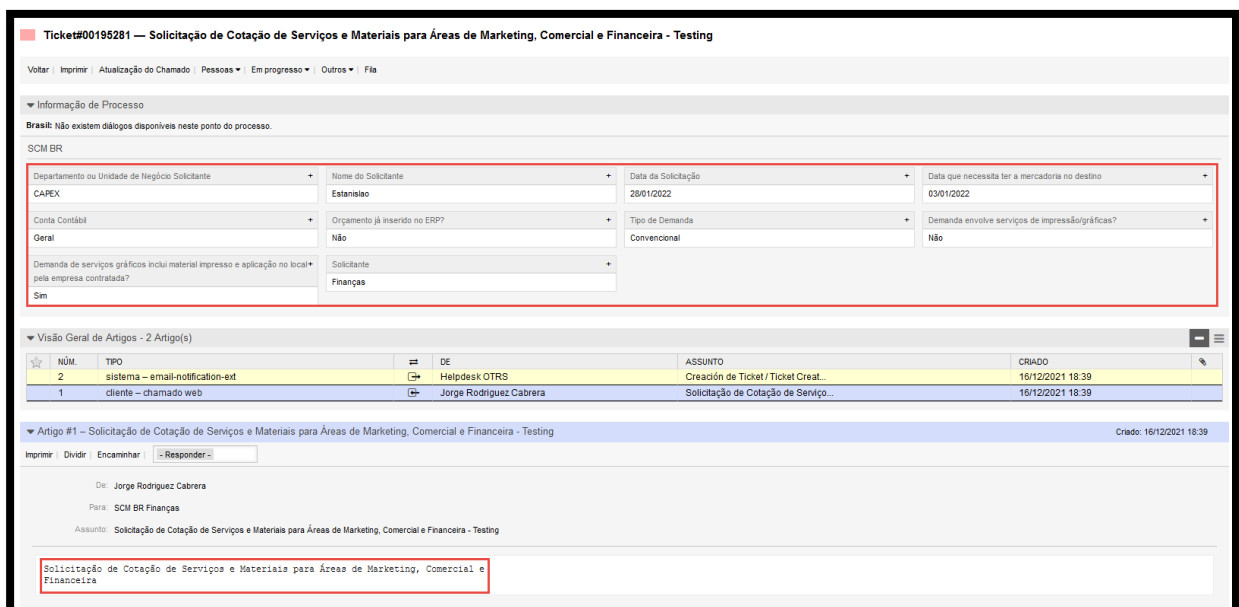 Ticket#00195281 — Solicitação de Cotação de Serviços e Materiais para Áreas de Marketing, Comercial e Financeira - Testing
Voltar | Imprimir | Atualização do Chamado | Pessoas ▾ | Em progresso ▾ | Outros ▾ | Fila
Informação de Processo
Brasil: Não existem diálogos disponíveis neste ponto do processo.
SCM BR
Departamento ou Unidade de Negócio Solicitante + Nome do Solicitante + Data da Solicitação + Data que necessita ter a mercadoria no destino +
CAPEX Estanislao 28/01/2022 03/01/2022
Conta Contábil + Orçamento já inserido no ERP? + Tipo de Demanda + Demanda envolve serviços de impressão/gráficas? +
Geral Não Convencional Não
Demanda de serviços gráficos inclui material impresso e aplicação no local + Solicitante +
pela empresa contratada?
Finanças
Sim
Visão Geral de Artigos - 2 Artigo(s)
NÚM. TIPO DE ASSUNTO CRIADO
2 sistema – email-notification-ext Helpdesk OTRS Creación de Ticket / Ticket Creat... 16/12/2021 18:39
1 cliente – chamado web Jorge Rodriguez Cabrera Solicitação de Cotação de Serviço... 16/12/2021 18:39
Artigo #1 – Solicitação de Cotação de Serviços e Materiais para Áreas de Marketing, Comercial e Financeira - Testing Criado: 16/12/2021 18:39
Imprimir | Dividir | Encaminhar | - Responder -
De: Jorge Rodriguez Cabrera
Para: SCM BR Finanças
Assunto: Solicitação de Cotação de Serviços e Materiais para Áreas de Marketing, Comercial e Financeira - Testing
Solicitação de Cotação de Serviços e Materiais para Áreas de Marketing, Comercial e
Financeira